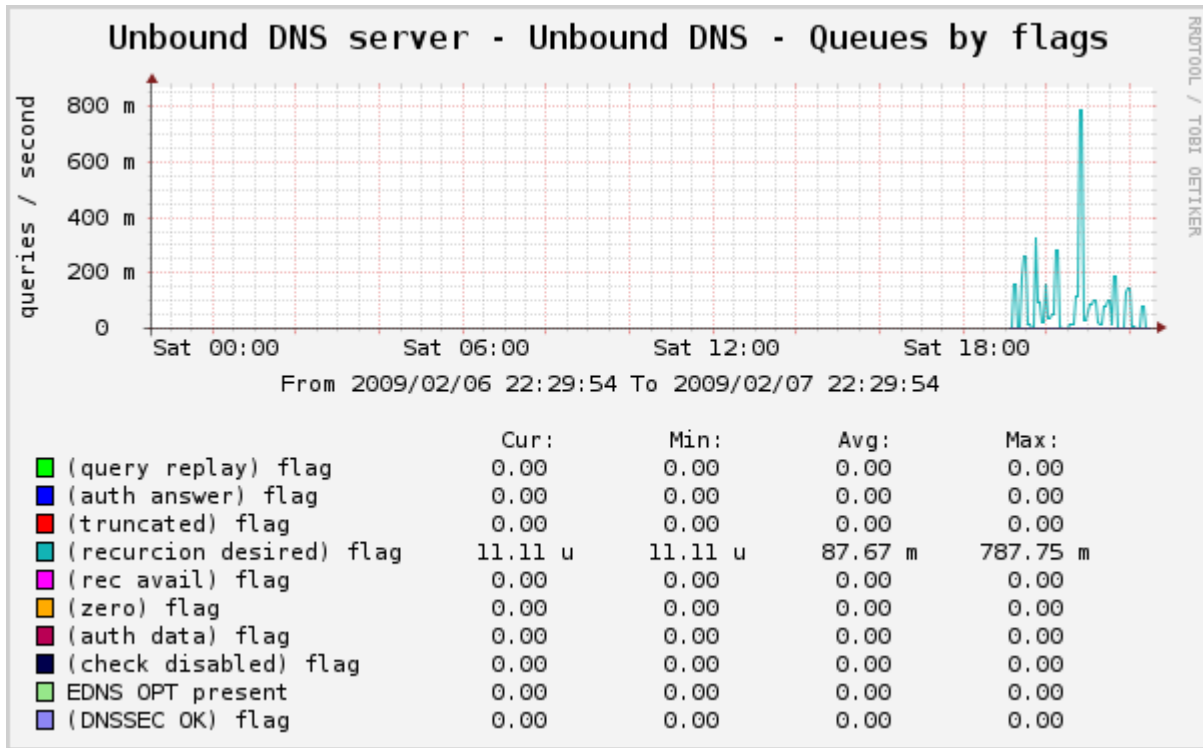 Unbound DNS server - Unbound DNS - Queues by flags
RRDTOOL / TOBI OETIKER
queries / second
800 m
600 m
400 m
200 m
0
Sat 00:00 Sat 06:00 Sat 12:00 Sat 18:00
From 2009/02/06 22:29:54 To 2009/02/07 22:29:54
Cur: Min: Avg: Max:
(query replay) flag 0.00 0.00 0.00 0.00
(auth answer) flag 0.00 0.00 0.00 0.00
(truncated) flag 0.00 0.00 0.00 0.00
(recurcion desired) flag 11.11 u 11.11 u 87.67 m 787.75 m
(rec avail) flag 0.00 0.00 0.00 0.00
(zero) flag 0.00 0.00 0.00 0.00
(auth data) flag 0.00 0.00 0.00 0.00
(check disabled) flag 0.00 0.00 0.00 0.00
EDNS OPT present 0.00 0.00 0.00 0.00
(DNSSEC OK) flag 0.00 0.00 0.00 0.00